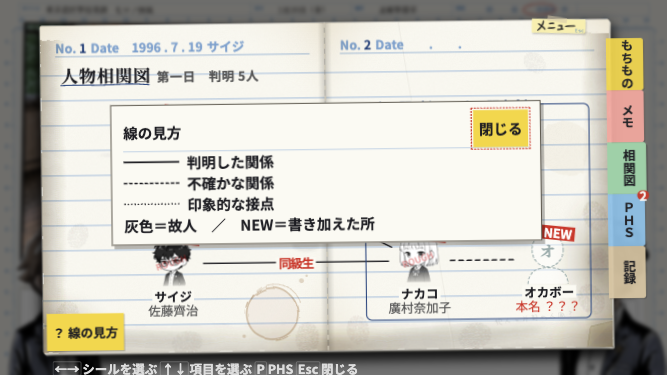 メニュー
Esc
No. 1 Date 1996 . 7 . 19 サイジ
No. 2 Date . .
人物相関図 第一日 判明 5人
線の見方
閉じる
判明した関係
不確かな関係
印象的な接点
灰色＝故人 ／ NEW＝書き加えた所
NEW
オ
同級生
サイジ
佐藤齊治
ナカコ
廣村奈加子
オカボー
本名 ？？？
? 線の見方
もちもの
メモ
相関図
2
PHS
記録
←→ シールを選ぶ ↑↓ 項目を選ぶ P PHS Esc 閉じる